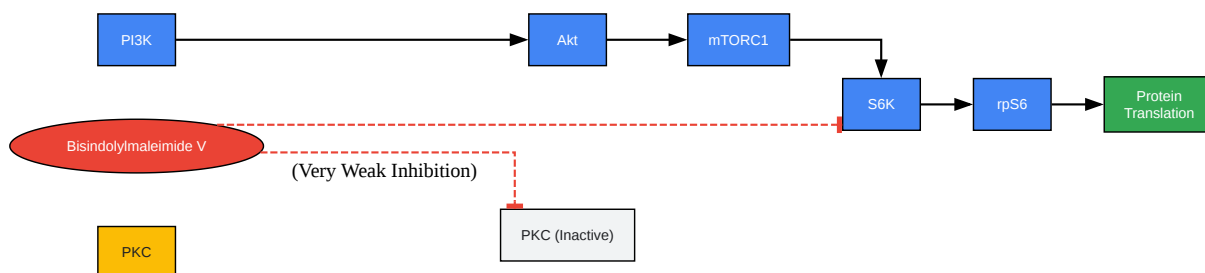 PI3K
Akt
mTORC1
S6K
rpS6
Protein
Translation
Bisindolylmaleimide V
(Very Weak Inhibition)
PKC (Inactive)
PKC